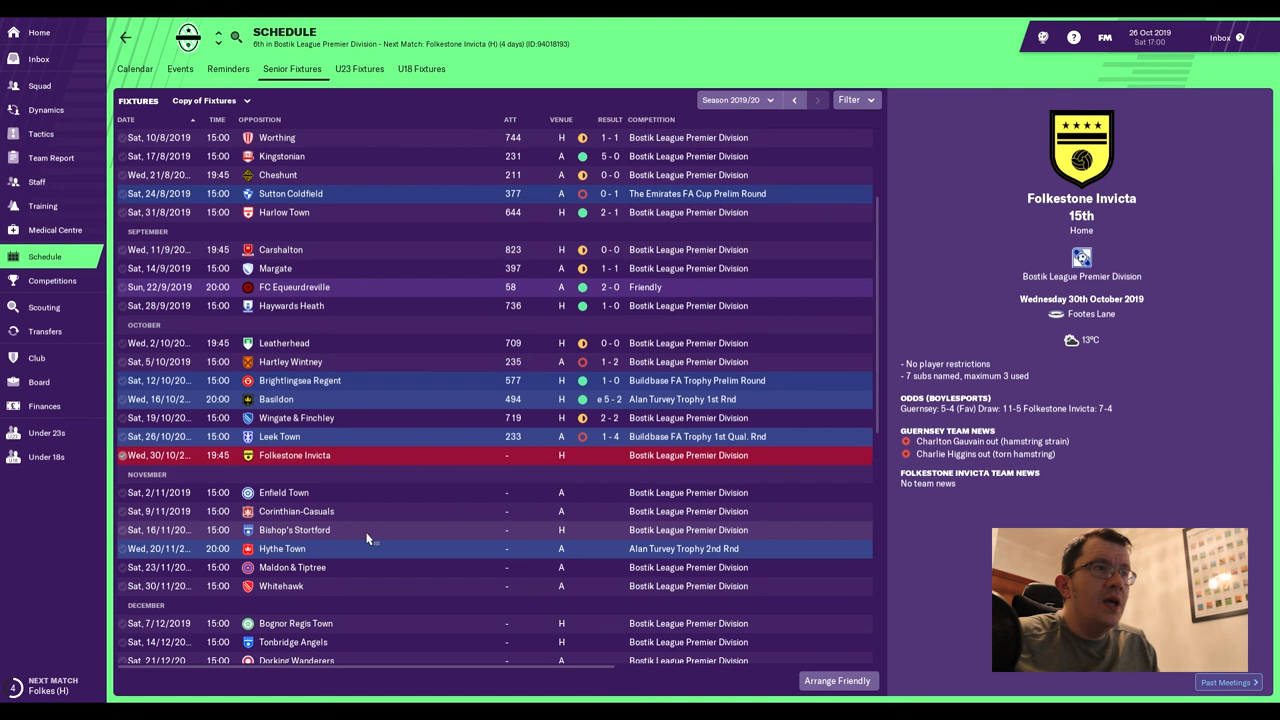 Home
Inbox
Squad
Dynamics
Tactics
Team Report
Staff
Training
Medical Centre
Schedule
Competitions
Scouting
Transfers
Club
Board
Finances
Under 23s
Under 18s
4 NEXT MATCH
Folkes (H)
SCHEDULE
6th in Bostik League Premier Division - Next Match: Folkestone Invicta (H) (4 days) (ID:94018193)
? FM 26 Oct 2019
Sat 17:00
Inbox
Calendar Events Reminders Senior Fixtures U23 Fixtures U18 Fixtures
FIXTURES Copy of Fixtures Season 2019/20 Filter
DATE TIME OPPOSITION ATT VENUE RESULT COMPETITION
Sat, 10/8/2019 15:00 Worthing 744 H 1 - 1 Bostik League Premier Division
Sat, 17/8/2019 15:00 Kingstonian 231 A 5 - 0 Bostik League Premier Division
Wed, 21/8/20... 19:45 Cheshunt 211 A 0 - 0 Bostik League Premier Division
Sat, 24/8/2019 15:00 Sutton Coldfield 377 A 0 - 1 The Emirates FA Cup Prelim Round
Sat, 31/8/2019 15:00 Harlow Town 644 H 2 - 1 Bostik League Premier Division
SEPTEMBER
Wed, 11/9/20... 19:45 Carshalton 823 H 0 - 0 Bostik League Premier Division
Sat, 14/9/2019 15:00 Margate 397 A 1 - 1 Bostik League Premier Division
Sun, 22/9/2019 20:00 FC Equeurdreville 58 A 2 - 0 Friendly
Sat, 28/9/2019 15:00 Haywards Heath 736 H 1 - 0 Bostik League Premier Division
OCTOBER
Wed, 2/10/20... 19:45 Leatherhead 709 H 0 - 0 Bostik League Premier Division
Sat, 5/10/2019 15:00 Hartley Wintney 235 A 1 - 2 Bostik League Premier Division
Sat, 12/10/20... 15:00 Brightlingsea Regent 577 H 1 - 0 Buildbase FA Trophy Prelim Round
Wed, 16/10/2... 20:00 Basildon 494 H e 5 - 2 Alan Turvey Trophy 1st Rnd
Sat, 19/10/20... 15:00 Wingate & Finchley 719 H 2 - 2 Bostik League Premier Division
Sat, 26/10/20... 15:00 Leek Town 233 A 1 - 4 Buildbase FA Trophy 1st Qual. Rnd
Wed, 30/10/2... 19:45 Folkestone Invicta - H Bostik League Premier Division
NOVEMBER
Sat, 2/11/2019 15:00 Enfield Town - A Bostik League Premier Division
Sat, 9/11/2019 15:00 Corinthian-Casuals - A Bostik League Premier Division
Sat, 16/11/20... 15:00 Bishop's Stortford - H Bostik League Premier Division
Wed, 20/11/2... 20:00 Hythe Town - A Alan Turvey Trophy 2nd Rnd
Sat, 23/11/20... 15:00 Maldon & Tiptree - A Bostik League Premier Division
Sat, 30/11/20... 15:00 Whitehawk - A Bostik League Premier Division
DECEMBER
Sat, 7/12/2019 15:00 Bognor Regis Town - H Bostik League Premier Division
Sat, 14/12/20... 15:00 Tonbridge Angels - H Bostik League Premier Division
Sat, 21/12/20... 15:00 Dorking Wanderers - A Bostik League Premier Division
Arrange Friendly
Folkestone Invicta
15th
Home
Bostik League Premier Division
Wednesday 30th October 2019
Footes Lane
13°C
- No player restrictions
- 7 subs named, maximum 3 used
ODDS (BOYLESPORTS)
Guernsey: 5-4 (Fav) Draw: 11-5 Folkestone Invicta: 7-4
GUERNSEY TEAM NEWS
Charlton Gauvain out (hamstring strain)
Charlie Higgins out (torn hamstring)
FOLKESTONE INVICTA TEAM NEWS
No team news
Past Meetings